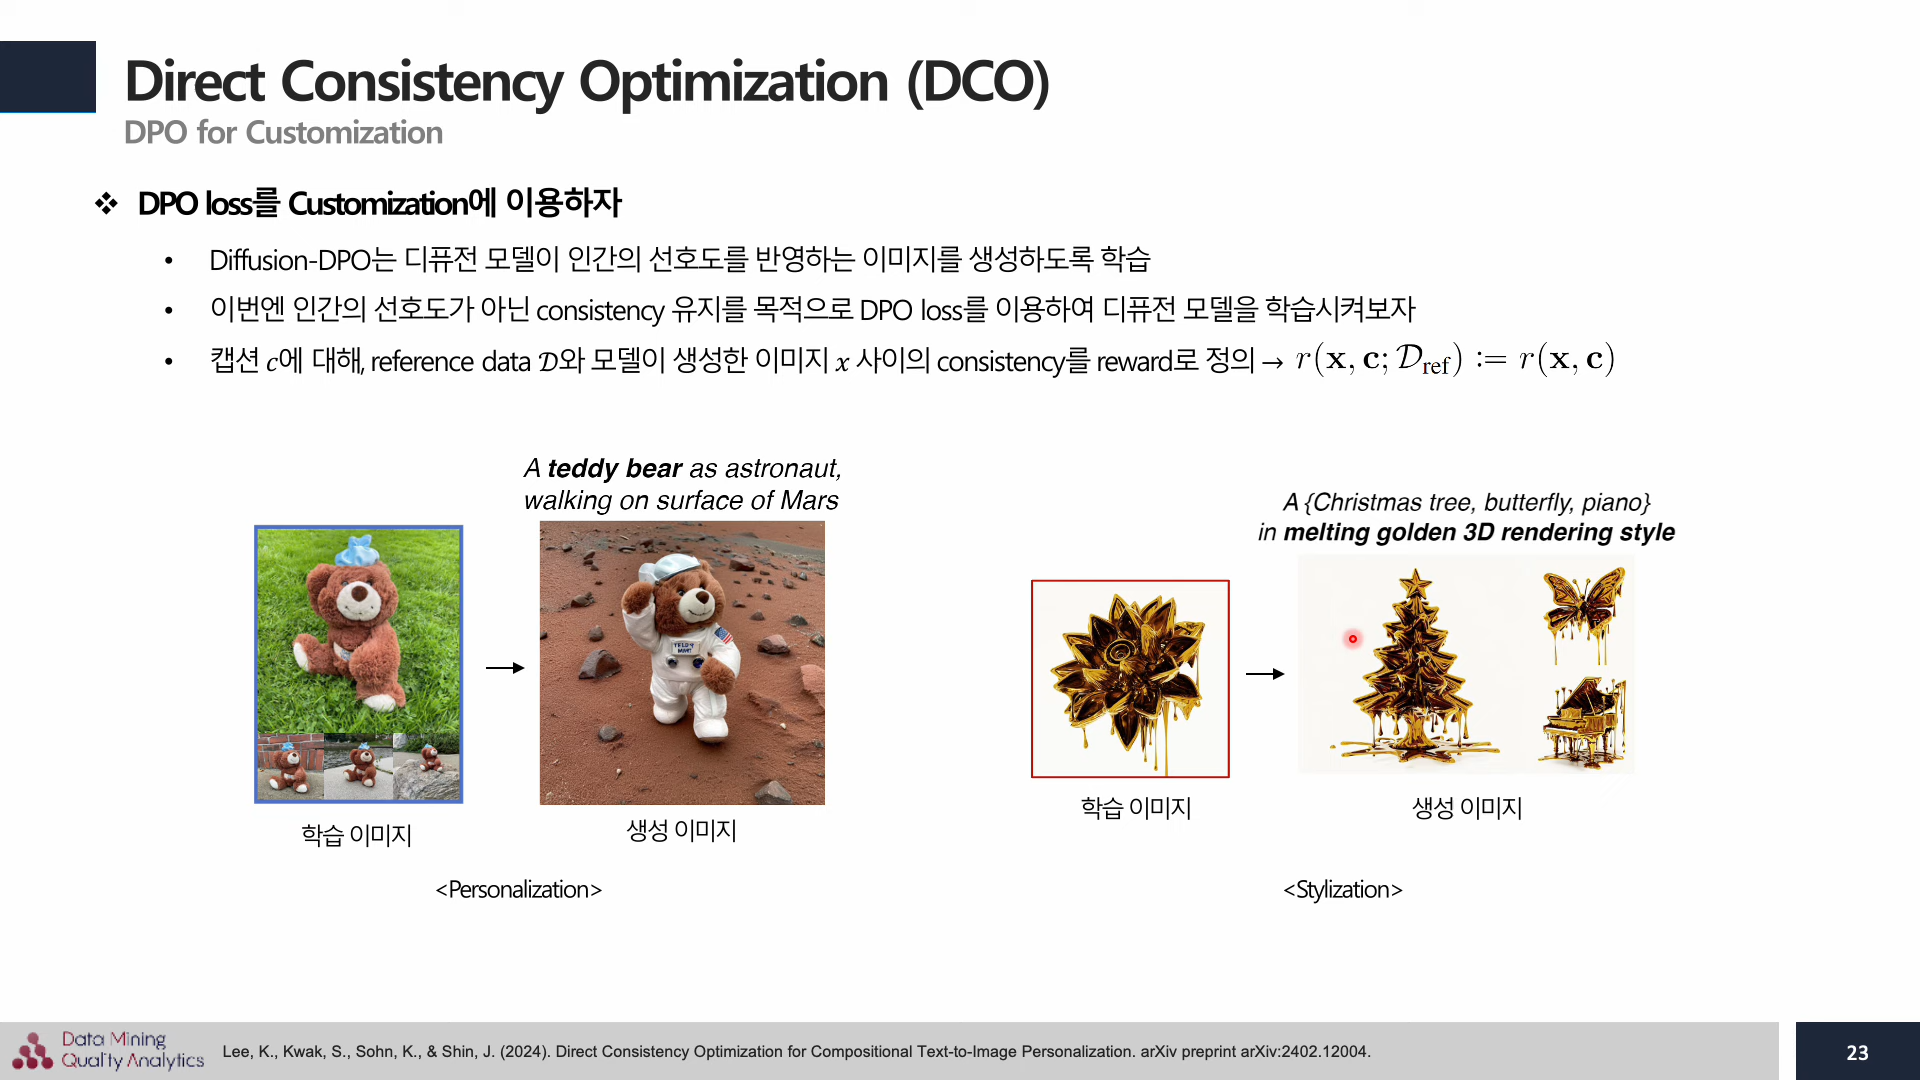 Direct Consistency Optimization (DCO)
DPO for Customization
❖ DPO loss를 Customization에 이용하자
• Diffusion-DPO는 디퓨전 모델이 인간의 선호도를 반영하는 이미지를 생성하도록 학습
• 이번엔 인간의 선호도가 아닌 consistency 유지를 목적으로 DPO loss를 이용하여 디퓨전 모델을 학습시켜보자
• 캡션 𝑐에 대해, reference data 𝒟와 모델이 생성한 이미지 𝑥 사이의 consistency를 reward로 정의 → r(x, c; 𝒟ref) := r(x, c)
A teddy bear as astronaut,
walking on surface of Mars
학습 이미지
생성 이미지
<Personalization>
A {Christmas tree, butterfly, piano}
in melting golden 3D rendering style
학습 이미지
생성 이미지
<Stylization>
Data Mining
Quality Analytics
Lee, K., Kwak, S., Sohn, K., & Shin, J. (2024). Direct Consistency Optimization for Compositional Text-to-Image Personalization. arXiv preprint arXiv:2402.12004.
23